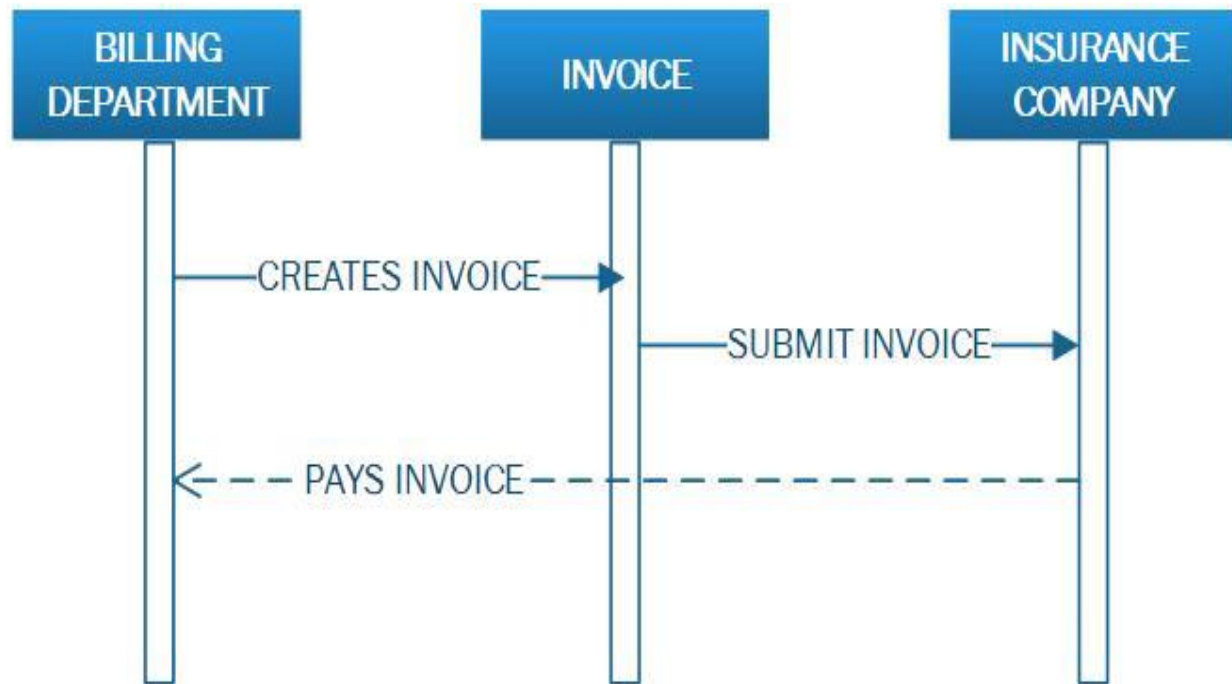 BILLING
DEPARTMENT
INVOICE
INSURANCE
COMPANY
CREATES INVOICE
SUBMIT INVOICE
PAYS INVOICE